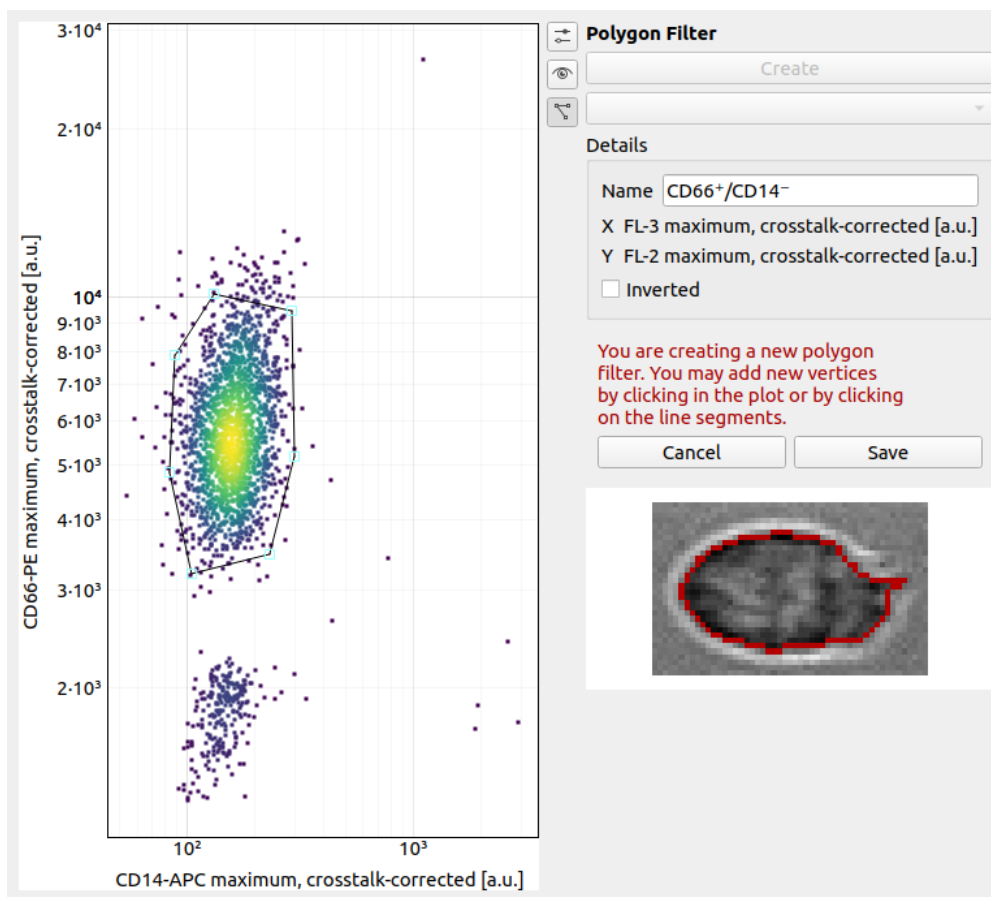 3·10⁴
2·10⁴
10⁴
9·10³
8·10³
7·10³
6·10³
5·10³
4·10³
3·10³
2·10³
CD66-PE maximum, crosstalk-corrected [a.u.]
10² 10³
CD14-APC maximum, crosstalk-corrected [a.u.]
Polygon Filter
Create
Details
Name CD66⁺/CD14⁻
X FL-3 maximum, crosstalk-corrected [a.u.]
Y FL-2 maximum, crosstalk-corrected [a.u.]
Inverted
You are creating a new polygon
filter. You may add new vertices
by clicking in the plot or by clicking
on the line segments.
Cancel Save